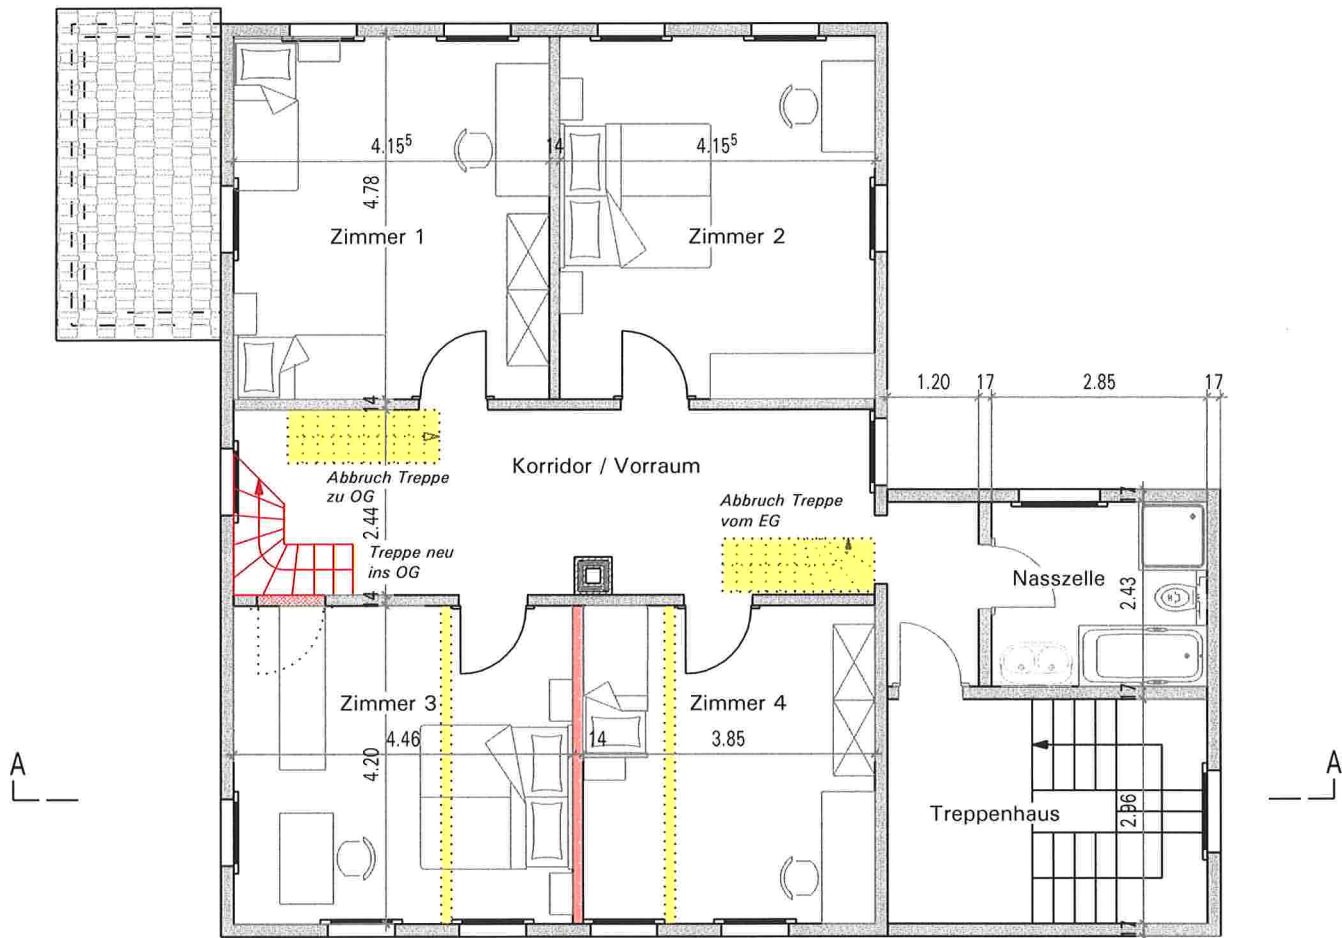 4.15⁵
14
4.15⁵
4.78
Zimmer 1
Zimmer 2
1.20
17
2.85
17
14
Korridor / Vorraum
Abbruch Treppe
zu OG
Abbruch Treppe
vom EG
17
2.44
Treppe neu
ins OG
Nasszelle
2.43
14
Zimmer 3
Zimmer 4
17
4.46
14
3.85
4.20
A
A
Treppenhaus
2.96
17